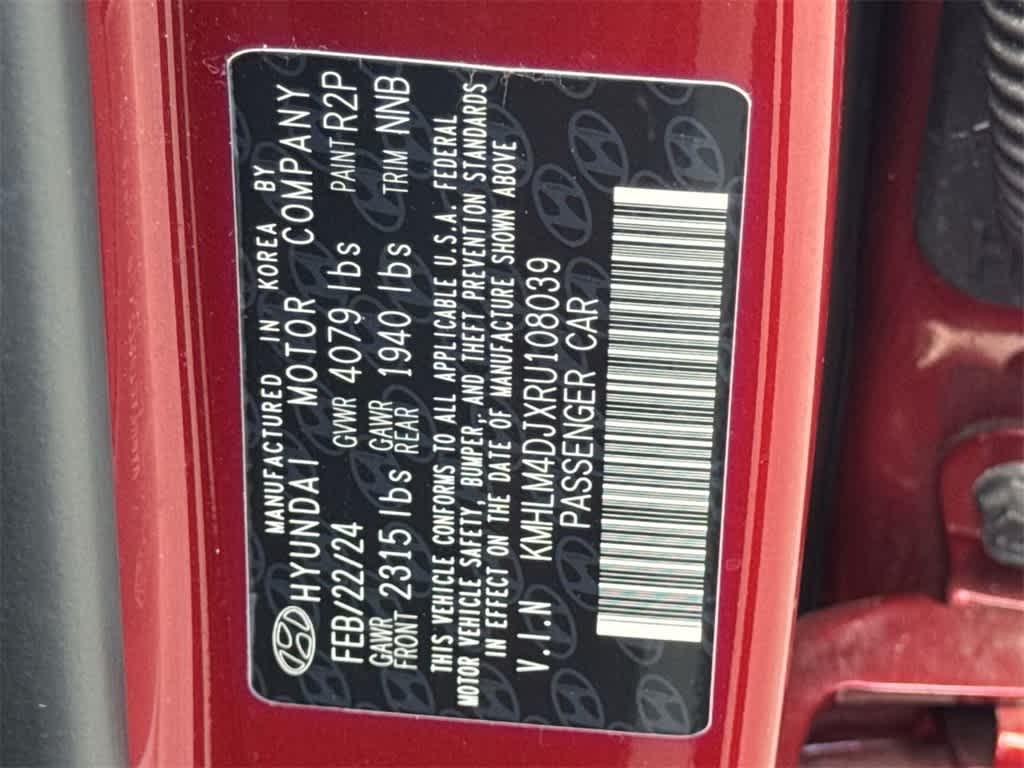 MANUFACTURED IN KOREA BY
HYUNDAI MOTOR COMPANY
FEB/22/24 GVWR 4079 lbs PAINT R2P
GAWR FRONT 2315 lbs GAWR REAR 1940 lbs TRIM NNB
THIS VEHICLE CONFORMS TO ALL APPLICABLE U.S.A. FEDERAL
MOTOR VEHICLE SAFETY, BUMPER, AND THEFT PREVENTION STANDARDS
IN EFFECT ON THE DATE OF MANUFACTURE SHOWN ABOVE
V.I.N KMHLM4DJXRU108039
PASSENGER CAR